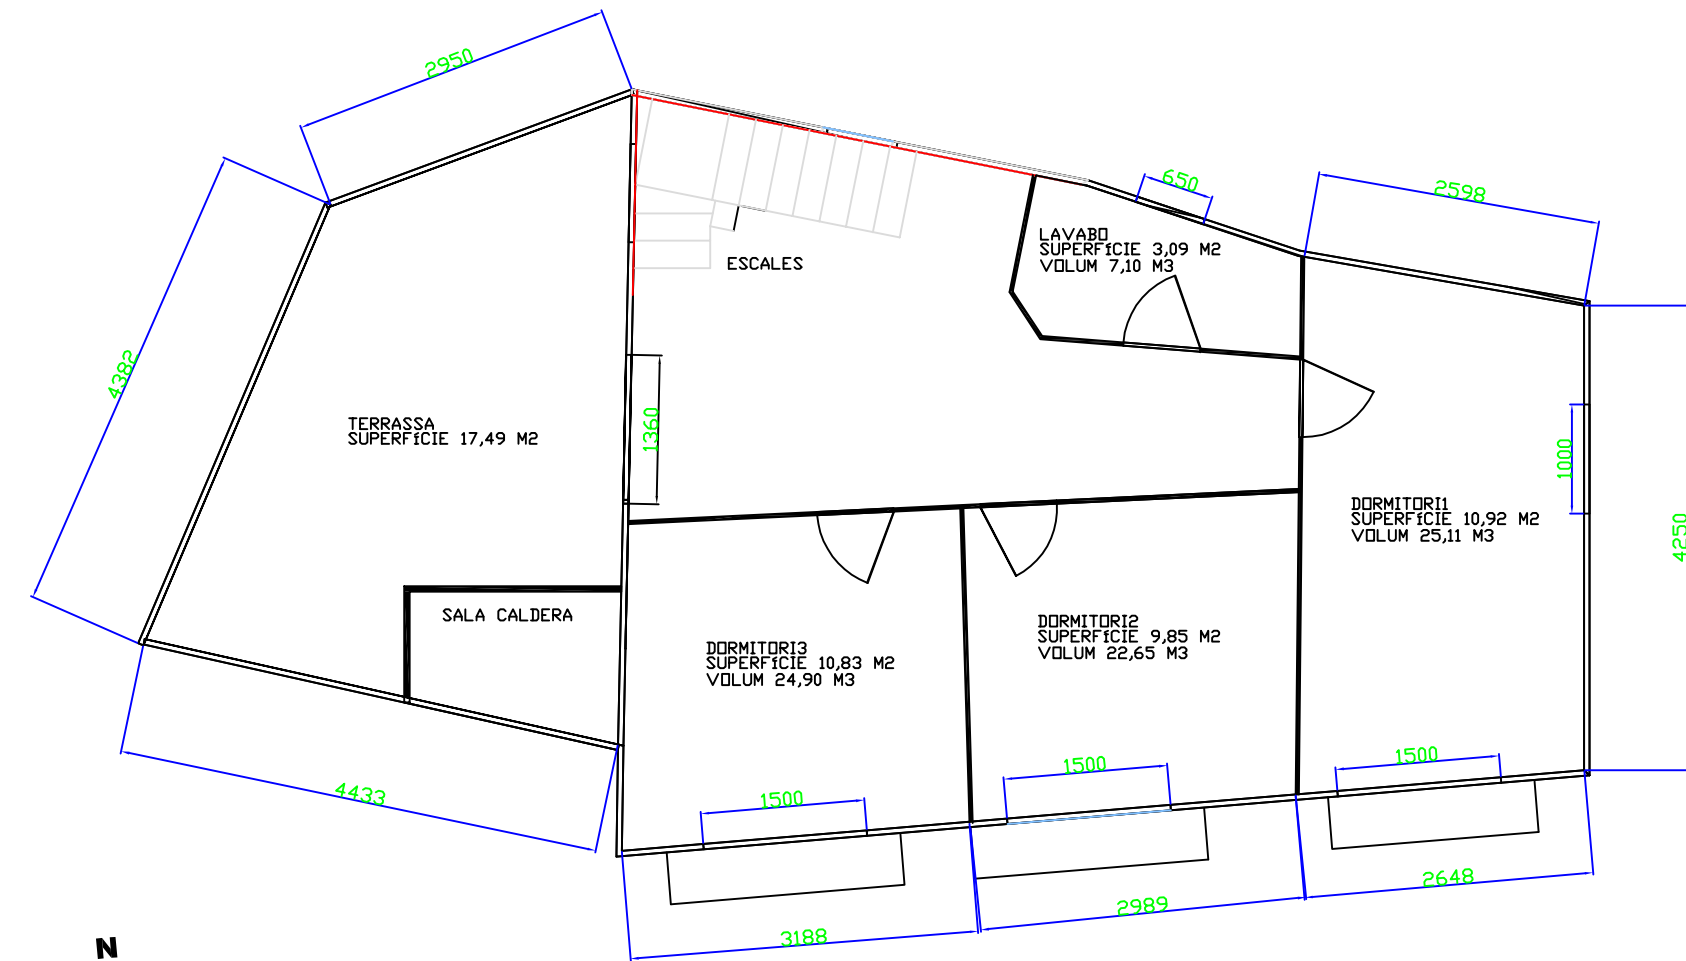 2950
650
2598
LAVABO
SUPERFíCIE 3,09 M2
VOLUM 7,10 M3
ESCALES
4382
TERRASSA
SUPERFíCIE 17,49 M2
1360
1000
DORMITORI1
SUPERFíCIE 10,92 M2
VOLUM 25,11 M3
4250
SALA CALDERA
DORMITORI3
SUPERFíCIE 10,83 M2
VOLUM 24,90 M3
DORMITORI2
SUPERFíCIE 9,85 M2
VOLUM 22,65 M3
4433
1500
1500
1500
3188
2989
2648
N